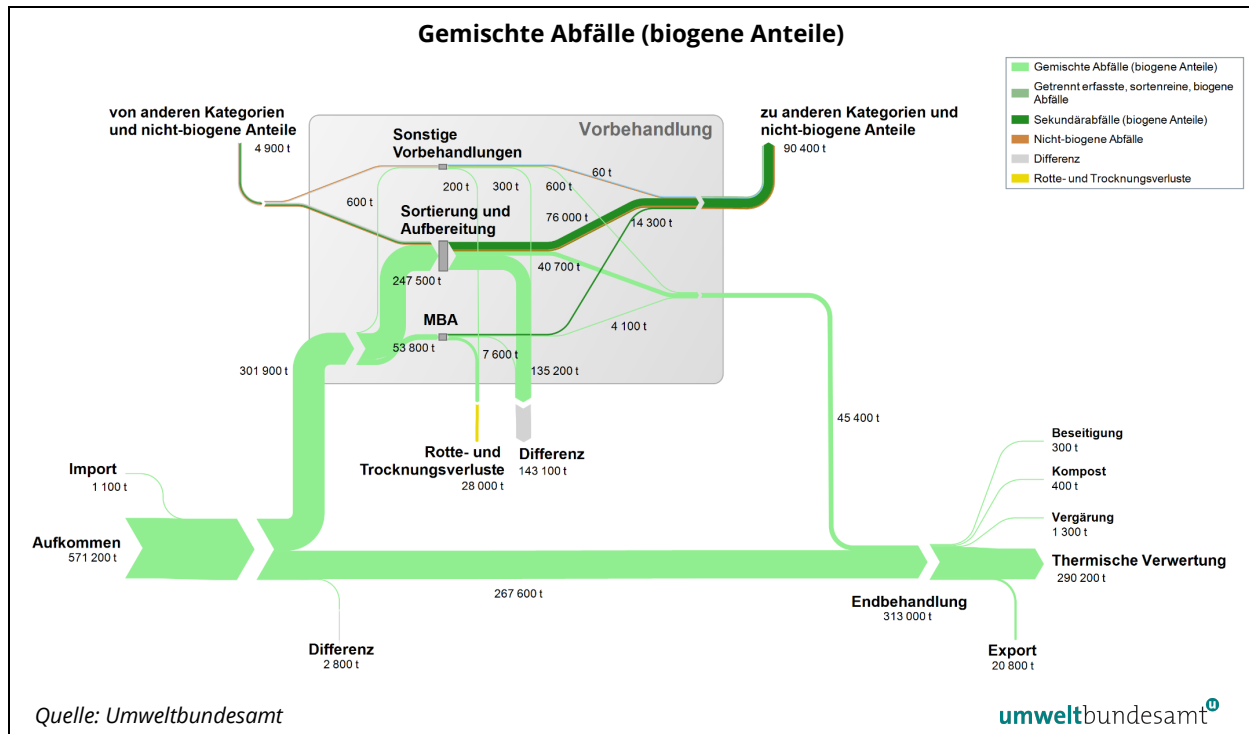 Gemischte Abfälle (biogene Anteile)
Gemischte Abfälle (biogene Anteile)
Getrennt erfasste, sortenreine, biogene
Abfälle
Sekundärabfälle (biogene Anteile)
Nicht-biogene Abfälle
Differenz
Rotte- und Trocknungsverluste
von anderen Kategorien
und nicht-biogene Anteile
4 900 t
Vorbehandlung
zu anderen Kategorien und
nicht-biogene Anteile
90 400 t
Sonstige
Vorbehandlungen
200 t
300 t
600 t
60 t
600 t
Sortierung und
Aufbereitung
76 000 t
14 300 t
247 500 t
40 700 t
MBA
4 100 t
53 800 t
7 600 t
301 900 t
135 200 t
45 400 t
Rotte- und
Trocknungsverluste
28 000 t
Differenz
143 100 t
Import
1 100 t
Aufkommen
571 200 t
Beseitigung
300 t
Kompost
400 t
Vergärung
1 300 t
Thermische Verwertung
290 200 t
267 600 t
Endbehandlung
313 000 t
Differenz
2 800 t
Export
20 800 t
Quelle: Umweltbundesamt
umweltbundesamt u